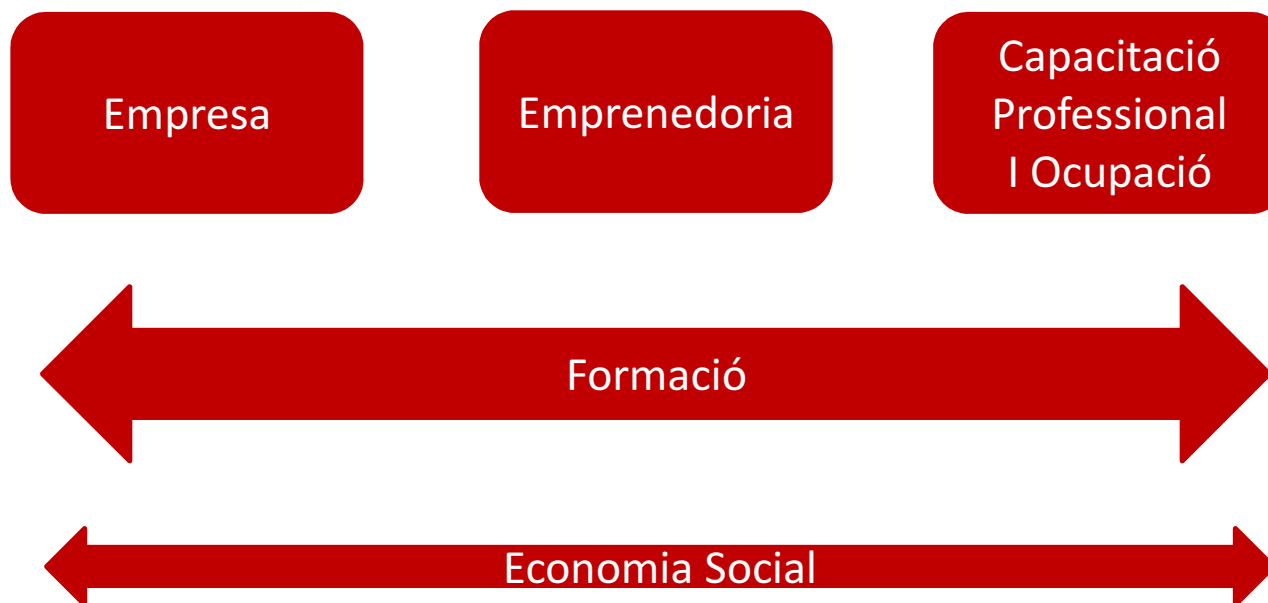 Empresa
Emprenedoria
Capacitació
Professional
I Ocupació
Formació
Economia Social